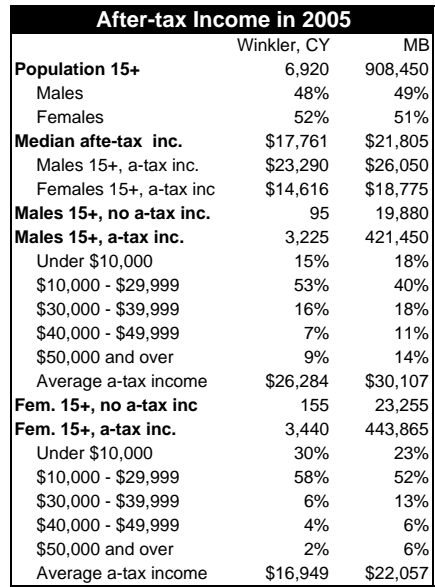 After-tax Income in 2005
Winkler, CY MB
Population 15+ 6,920 908,450
Males 48% 49%
Females 52% 51%
Median afte-tax inc. $17,761 $21,805
Males 15+, a-tax inc. $23,290 $26,050
Females 15+, a-tax inc $14,616 $18,775
Males 15+, no a-tax inc. 95 19,880
Males 15+, a-tax inc. 3,225 421,450
Under $10,000 15% 18%
$10,000 - $29,999 53% 40%
$30,000 - $39,999 16% 18%
$40,000 - $49,999 7% 11%
$50,000 and over 9% 14%
Average a-tax income $26,284 $30,107
Fem. 15+, no a-tax inc 155 23,255
Fem. 15+, a-tax inc. 3,440 443,865
Under $10,000 30% 23%
$10,000 - $29,999 58% 52%
$30,000 - $39,999 6% 13%
$40,000 - $49,999 4% 6%
$50,000 and over 2% 6%
Average a-tax income $16,949 $22,057